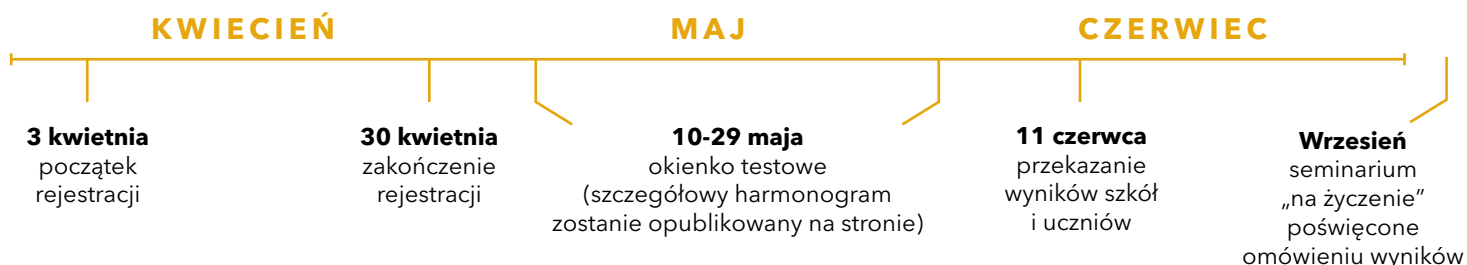 KWIECIEŃ
MAJ
CZERWIEC
3 kwietnia
początek
rejestracji
30 kwietnia
zakończenie
rejestracji
10-29 maja
okienko testowe
(szczegółowy harmonogram
zostanie opublikowany na stronie)
11 czerwca
przekazanie
wyników szkół
i uczniów
Wrzesień
seminarium
„na życzenie”
poświęcone
omówieniu wyników